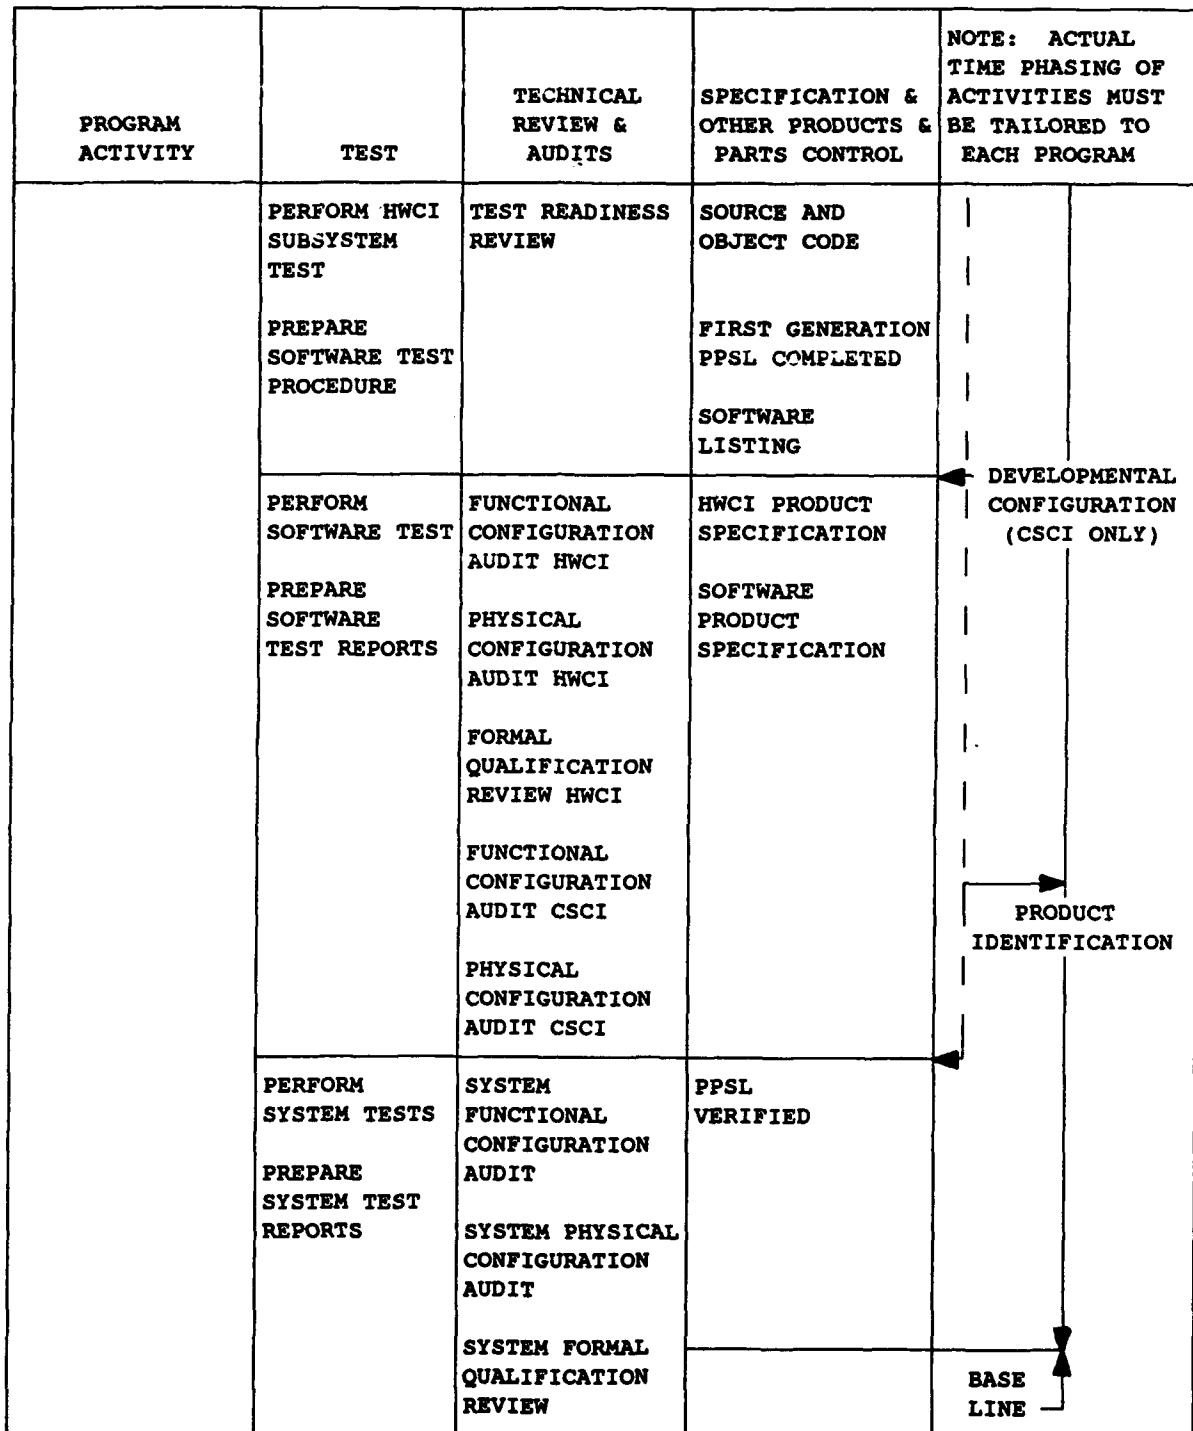 PROGRAM
ACTIVITY
TEST
TECHNICAL
REVIEW &
AUDITS
SPECIFICATION &
OTHER PRODUCTS &
PARTS CONTROL
NOTE: ACTUAL
TIME PHASING OF
ACTIVITIES MUST
BE TAILORED TO
EACH PROGRAM
PERFORM HWCI
SUBSYSTEM
TEST
PREPARE
SOFTWARE TEST
PROCEDURE
TEST READINESS
REVIEW
SOURCE AND
OBJECT CODE
FIRST GENERATION
PPSL COMPLETED
SOFTWARE
LISTING
DEVELOPMENTAL
CONFIGURATION
(CSCI ONLY)
PERFORM
SOFTWARE TEST
PREPARE
SOFTWARE
TEST REPORTS
FUNCTIONAL
CONFIGURATION
AUDIT HWCI
PHYSICAL
CONFIGURATION
AUDIT HWCI
FORMAL
QUALIFICATION
REVIEW HWCI
FUNCTIONAL
CONFIGURATION
AUDIT CSCI
PHYSICAL
CONFIGURATION
AUDIT CSCI
HWCI PRODUCT
SPECIFICATION
SOFTWARE
PRODUCT
SPECIFICATION
PRODUCT
IDENTIFICATION
PERFORM
SYSTEM TESTS
PREPARE
SYSTEM TEST
REPORTS
SYSTEM
FUNCTIONAL
CONFIGURATION
AUDIT
SYSTEM PHYSICAL
CONFIGURATION
AUDIT
SYSTEM FORMAL
QUALIFICATION
REVIEW
PPSL
VERIFIED
BASE
LINE